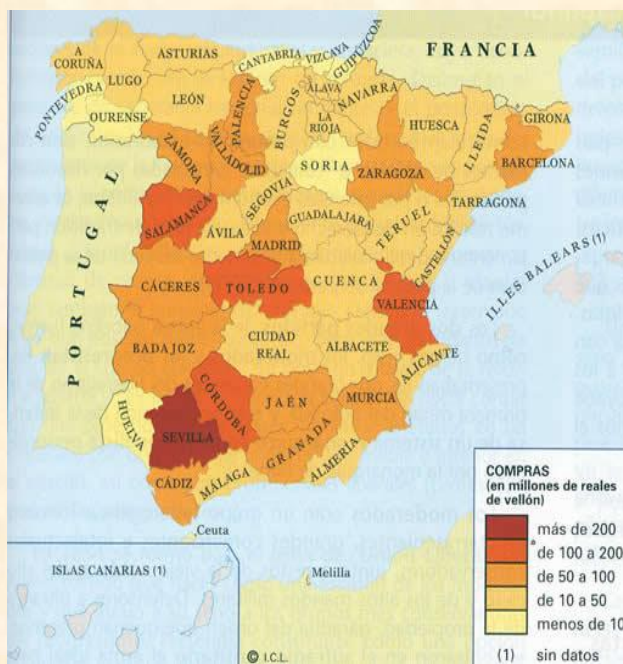 FRANCIA
PORTUGAL
A CORUÑA
LUGO
ASTURIAS
CANTABRIA
VIZCAYA
GUIPÚZCOA
PONTEVEDRA
OURENSE
LEÓN
PALENCIA
BURGOS
ÁLAVA
NAVARRA
LA RIOJA
HUESCA
LLEIDA
GIRONA
BARCELONA
ZAMORA
VALLADOLID
SORIA
ZARAGOZA
TARRAGONA
SALAMANCA
SEGOVIA
ÁVILA
MADRID
GUADALAJARA
TERUEL
CASTELLÓN
CÁCERES
TOLEDO
CUENCA
VALENCIA
ILLES BALEARS (1)
BADAJOZ
CIUDAD REAL
ALBACETE
ALICANTE
HUELVA
SEVILLA
CÓRDOBA
JAÉN
MURCIA
GRANADA
ALMERÍA
CÁDIZ
MÁLAGA
Ceuta
Melilla
ISLAS CANARIAS (1)
© I.C.L.
COMPRAS
(en millones de reales
de vellón)
más de 200
de 100 a 200
de 50 a 100
de 10 a 50
menos de 10
(1) sin datos